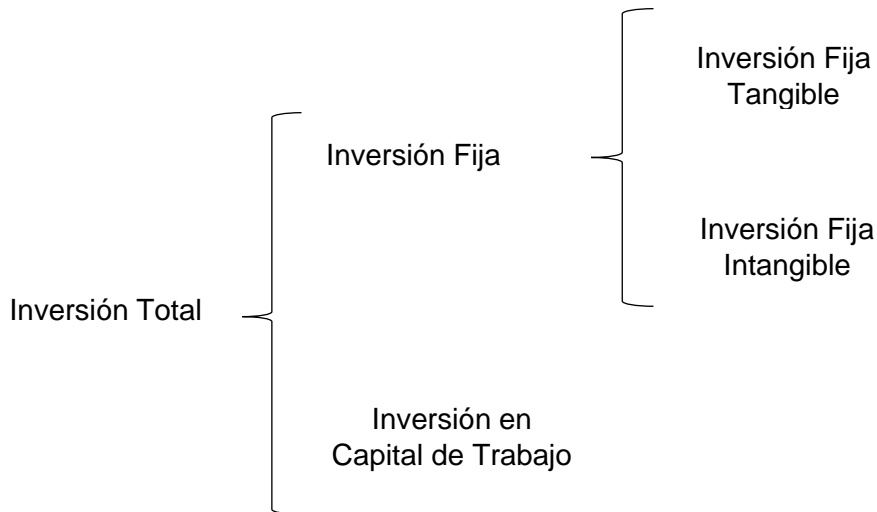 Inversión Fija
Tangible
Inversión Fija
Inversión Fija
Intangible
Inversión Total
Inversión en
Capital de Trabajo